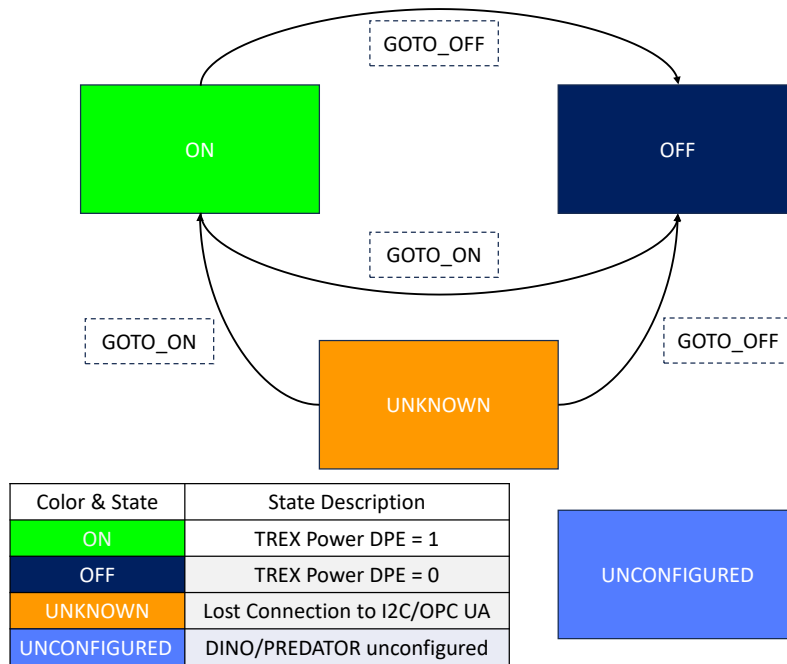 GOTO_OFF
ON
OFF
GOTO_ON
GOTO_ON
GOTO_OFF
UNKNOWN
Color & State State Description
ON TREX Power DPE = 1
OFF TREX Power DPE = 0
UNKNOWN Lost Connection to I2C/OPC UA
UNCONFIGURED DINO/PREDATOR unconfigured
UNCONFIGURED